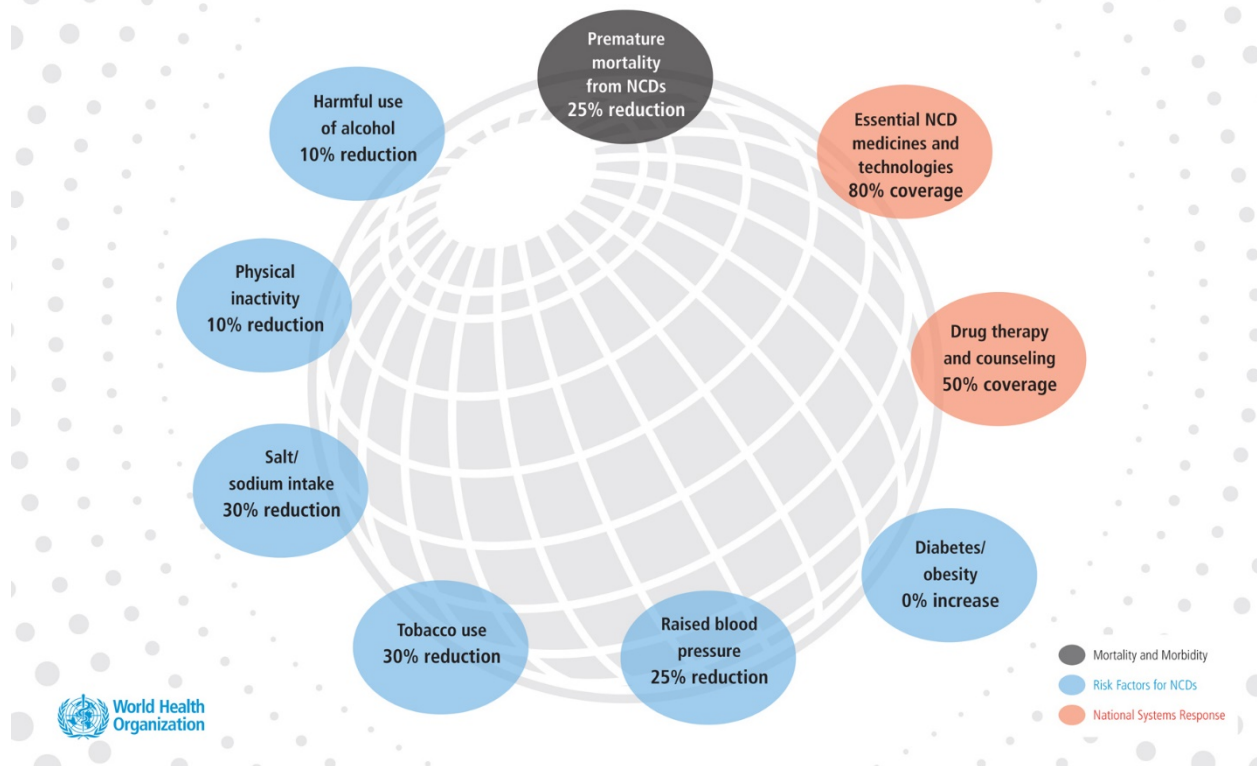 Premature
mortality
from NCDs
25% reduction
Harmful use
of alcohol
10% reduction
Essential NCD
medicines and
technologies
80% coverage
Physical
inactivity
10% reduction
Drug therapy
and counseling
50% coverage
Salt/
sodium intake
30% reduction
Diabetes/
obesity
0% increase
Tobacco use
30% reduction
Raised blood
pressure
25% reduction
Mortality and Morbidity
Risk Factors for NCDs
National Systems Response
World Health
Organization